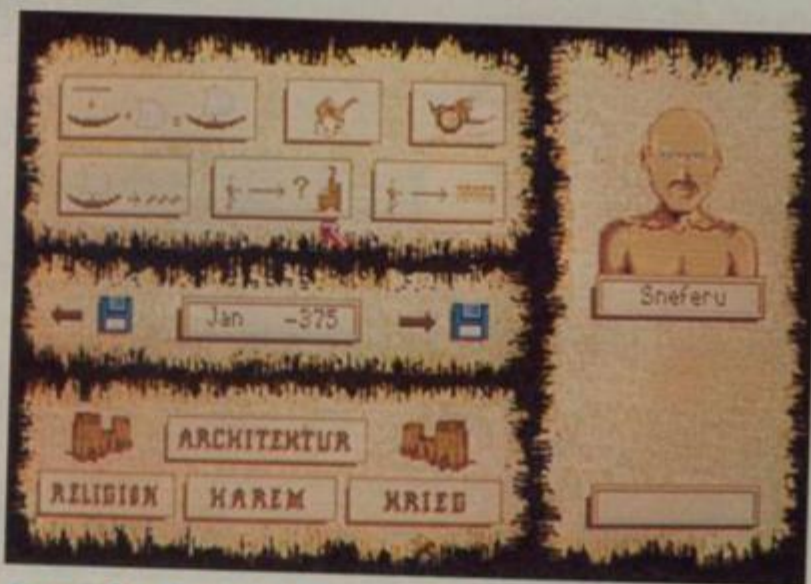 ?
Jan -375
Sneferu
ARCHITEKTUR
RELIGION HAREM KRIEG